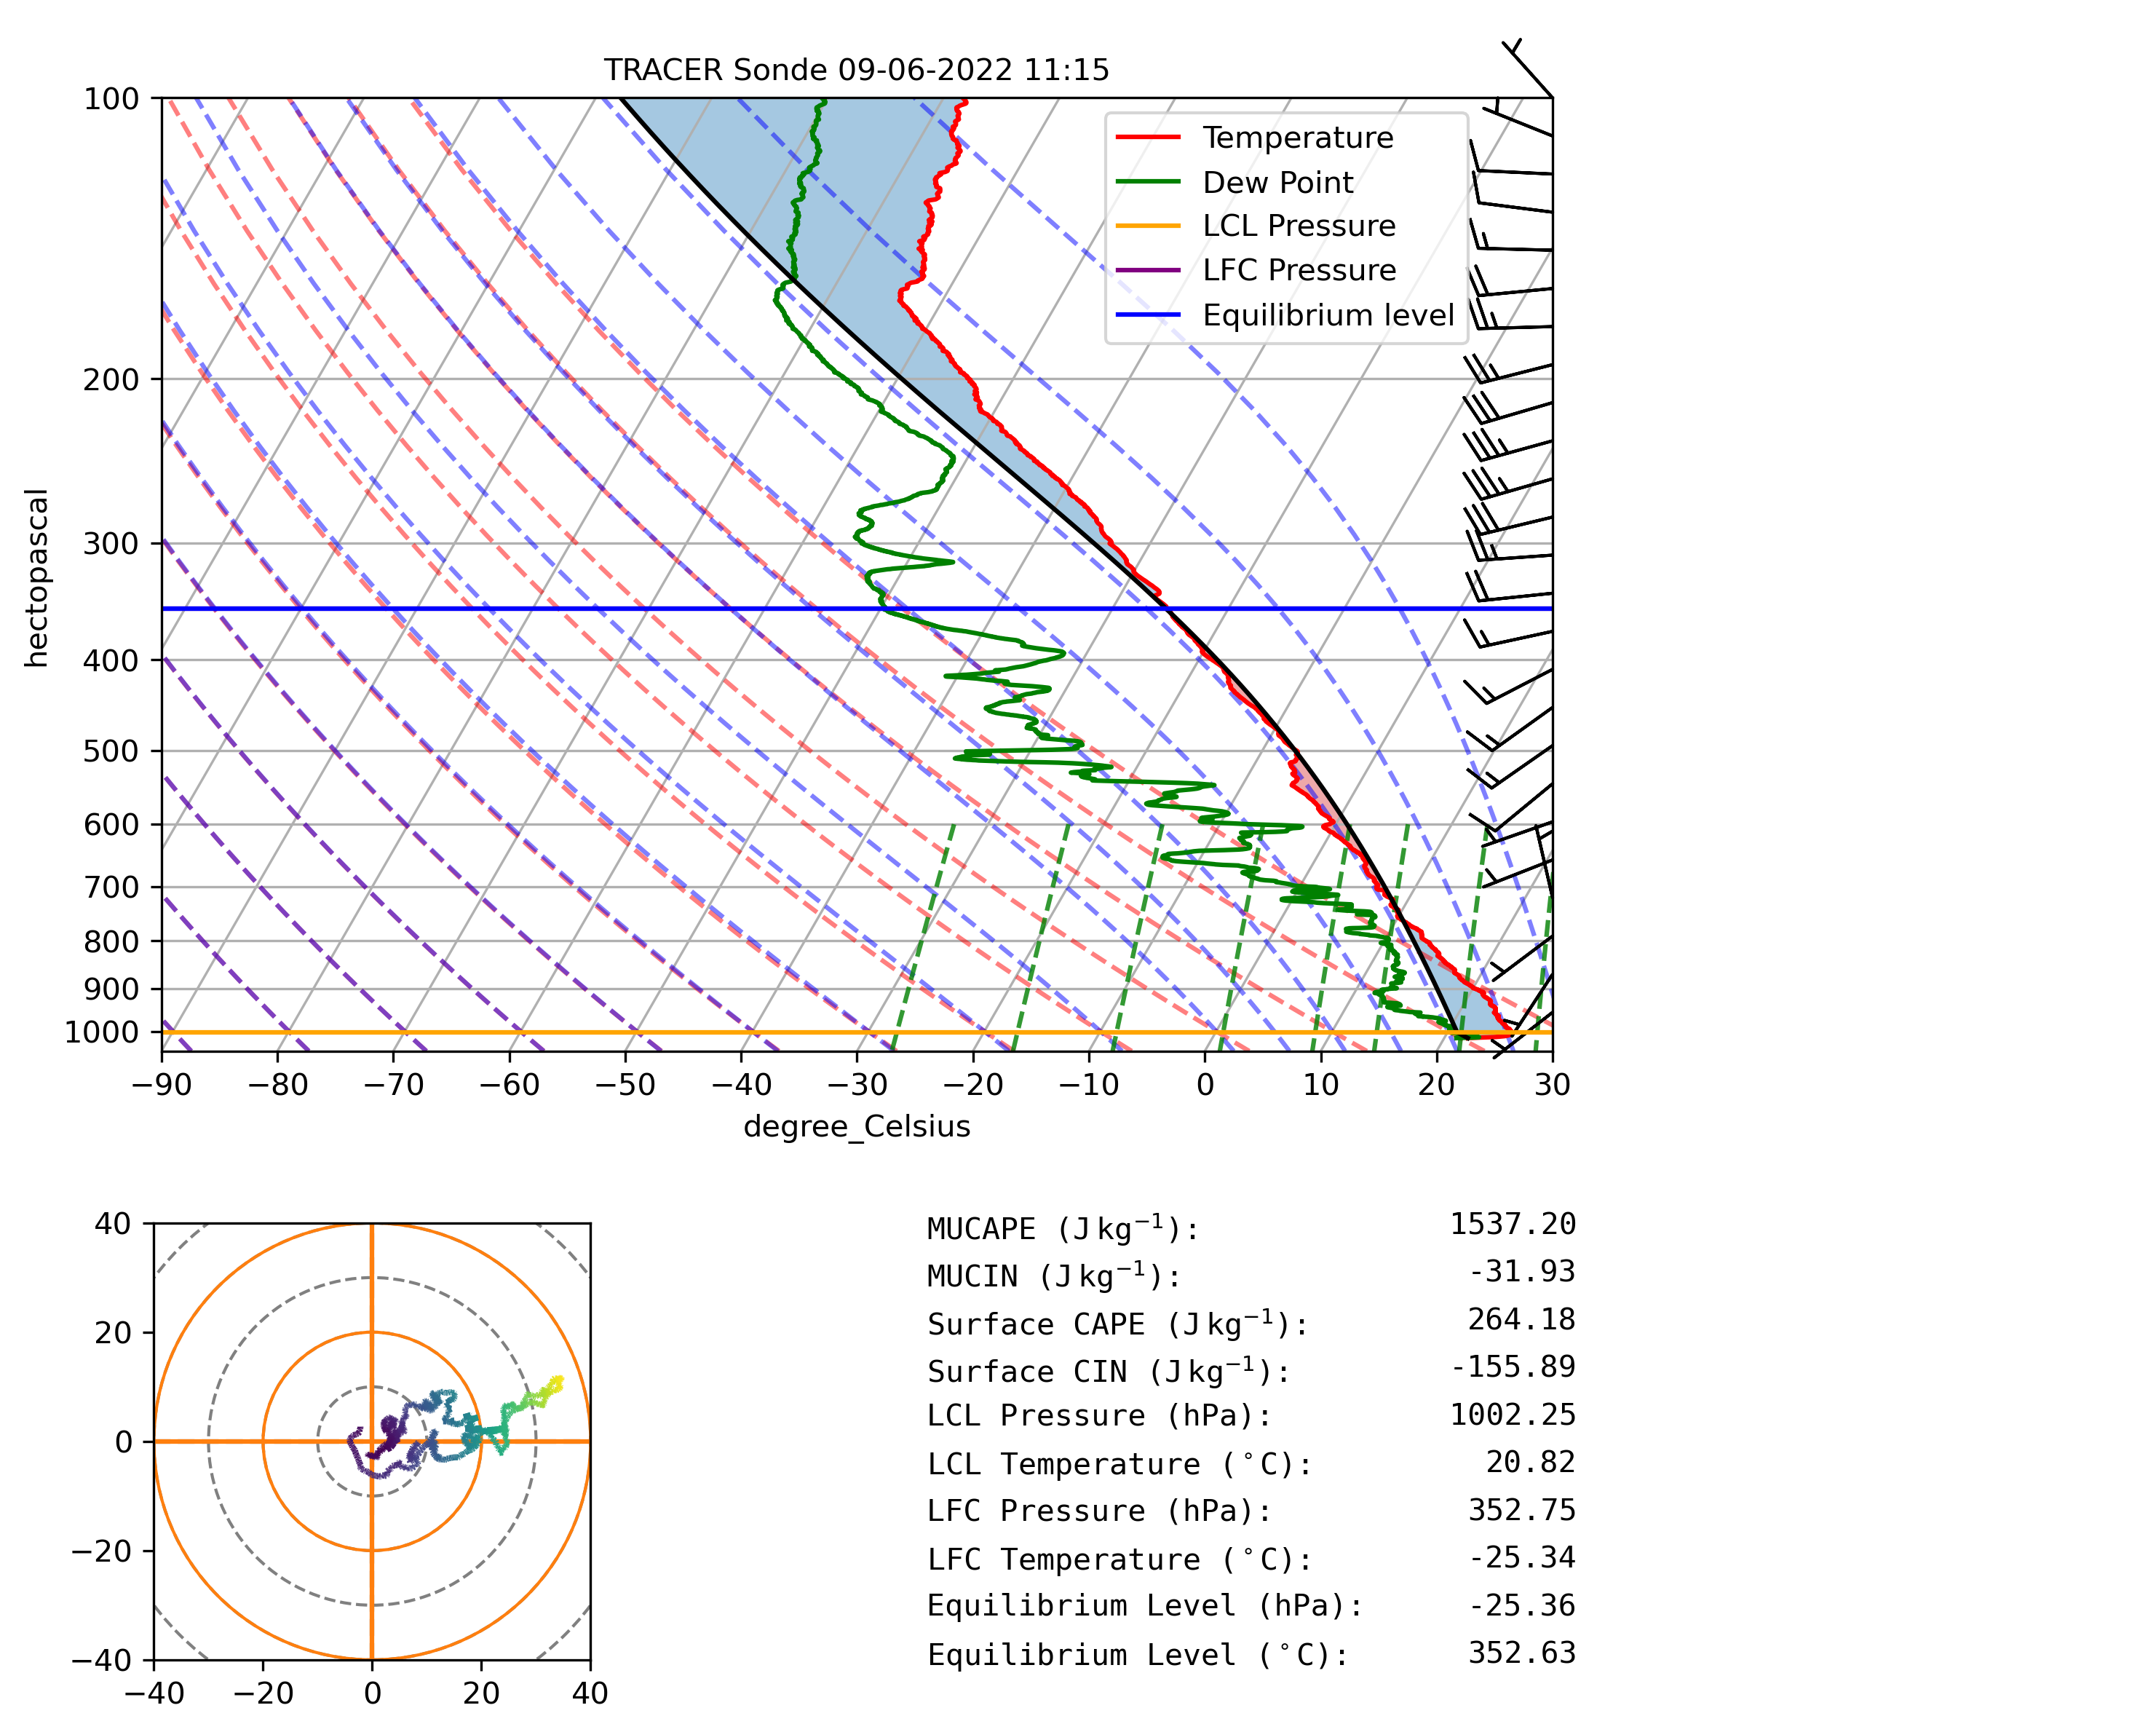 TRACER Sonde 09-06-2022 11:15
100
200
300
400
500
600
700
800
900
1000
hectopascal
Temperature
Dew Point
LCL Pressure
LFC Pressure
Equilibrium level
−90 −80 −70 −60 −50 −40 −30 −20 −10 0 10 20 30
degree_Celsius
40
20
0
−20
−40
−40 −20 0 20 40
MUCAPE (J kg⁻¹): 1537.20
MUCIN (J kg⁻¹): -31.93
Surface CAPE (J kg⁻¹): 264.18
Surface CIN (J kg⁻¹): -155.89
LCL Pressure (hPa): 1002.25
LCL Temperature (°C): 20.82
LFC Pressure (hPa): 352.75
LFC Temperature (°C): -25.34
Equilibrium Level (hPa): -25.36
Equilibrium Level (°C): 352.63